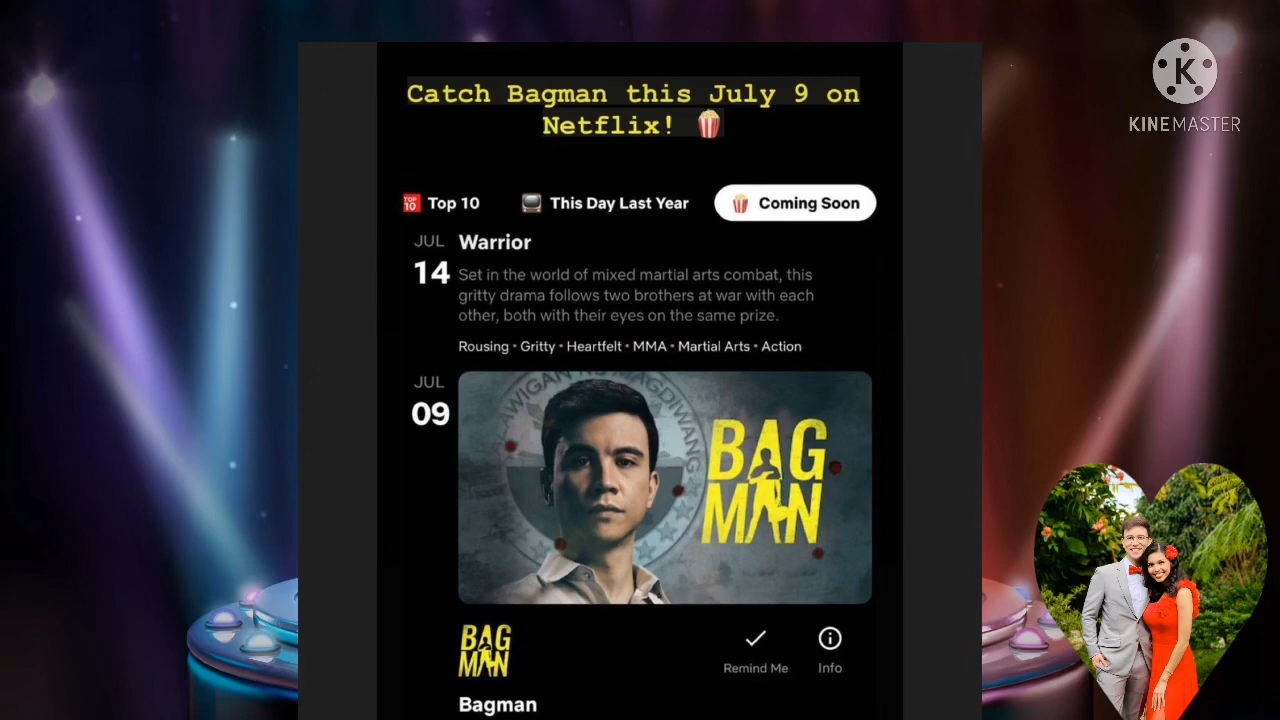 Catch Bagman this July 9 on
Netflix! 🍿
TOP 10 Top 10
This Day Last Year
Coming Soon
JUL
14
Warrior
Set in the world of mixed martial arts combat, this
gritty drama follows two brothers at war with each
other, both with their eyes on the same prize.
Rousing • Gritty • Heartfelt • MMA • Martial Arts • Action
JUL
09
MAGDIWANG
BAG
MAN
BAG
MAN
Remind Me
Info
Bagman
K
KINEMASTER